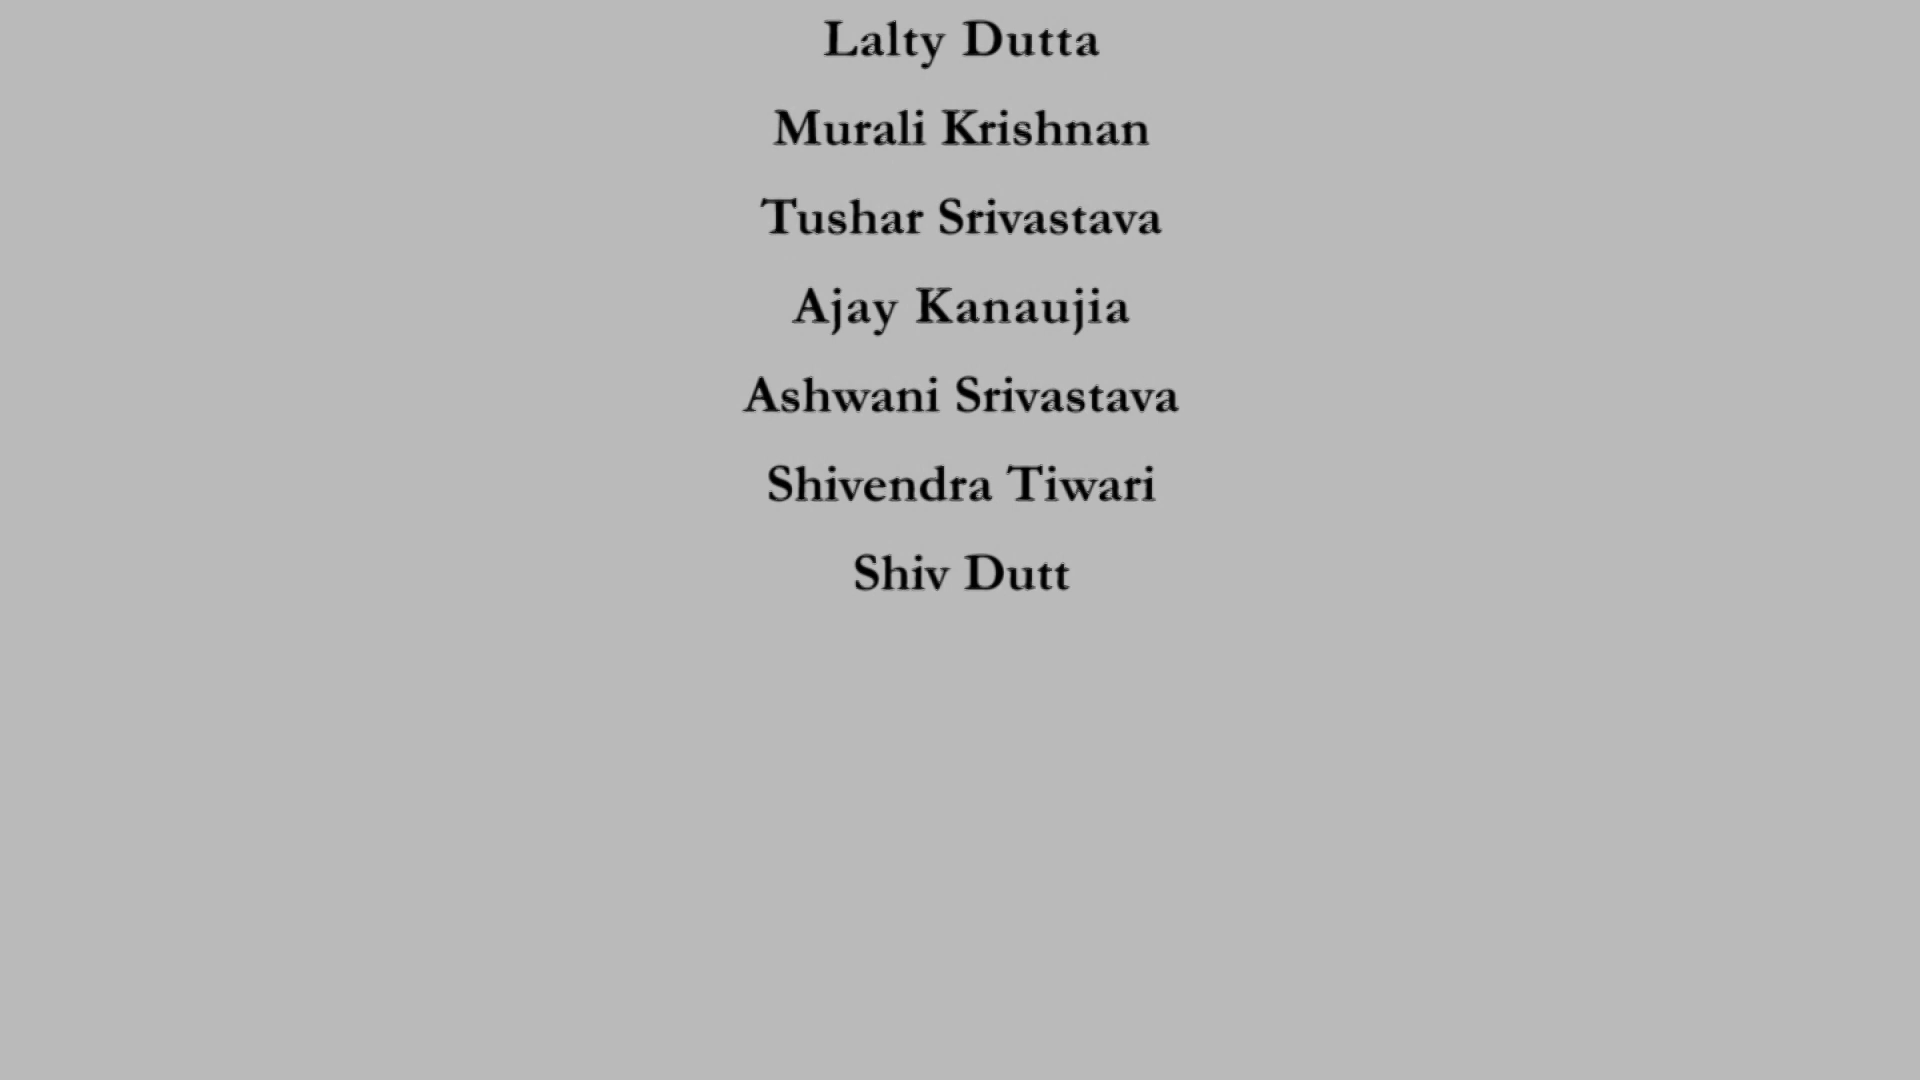 Lalty Dutta
Murali Krishnan
Tushar Srivastava
Ajay Kanaujia
Ashwani Srivastava
Shivendra Tiwari
Shiv Dutt